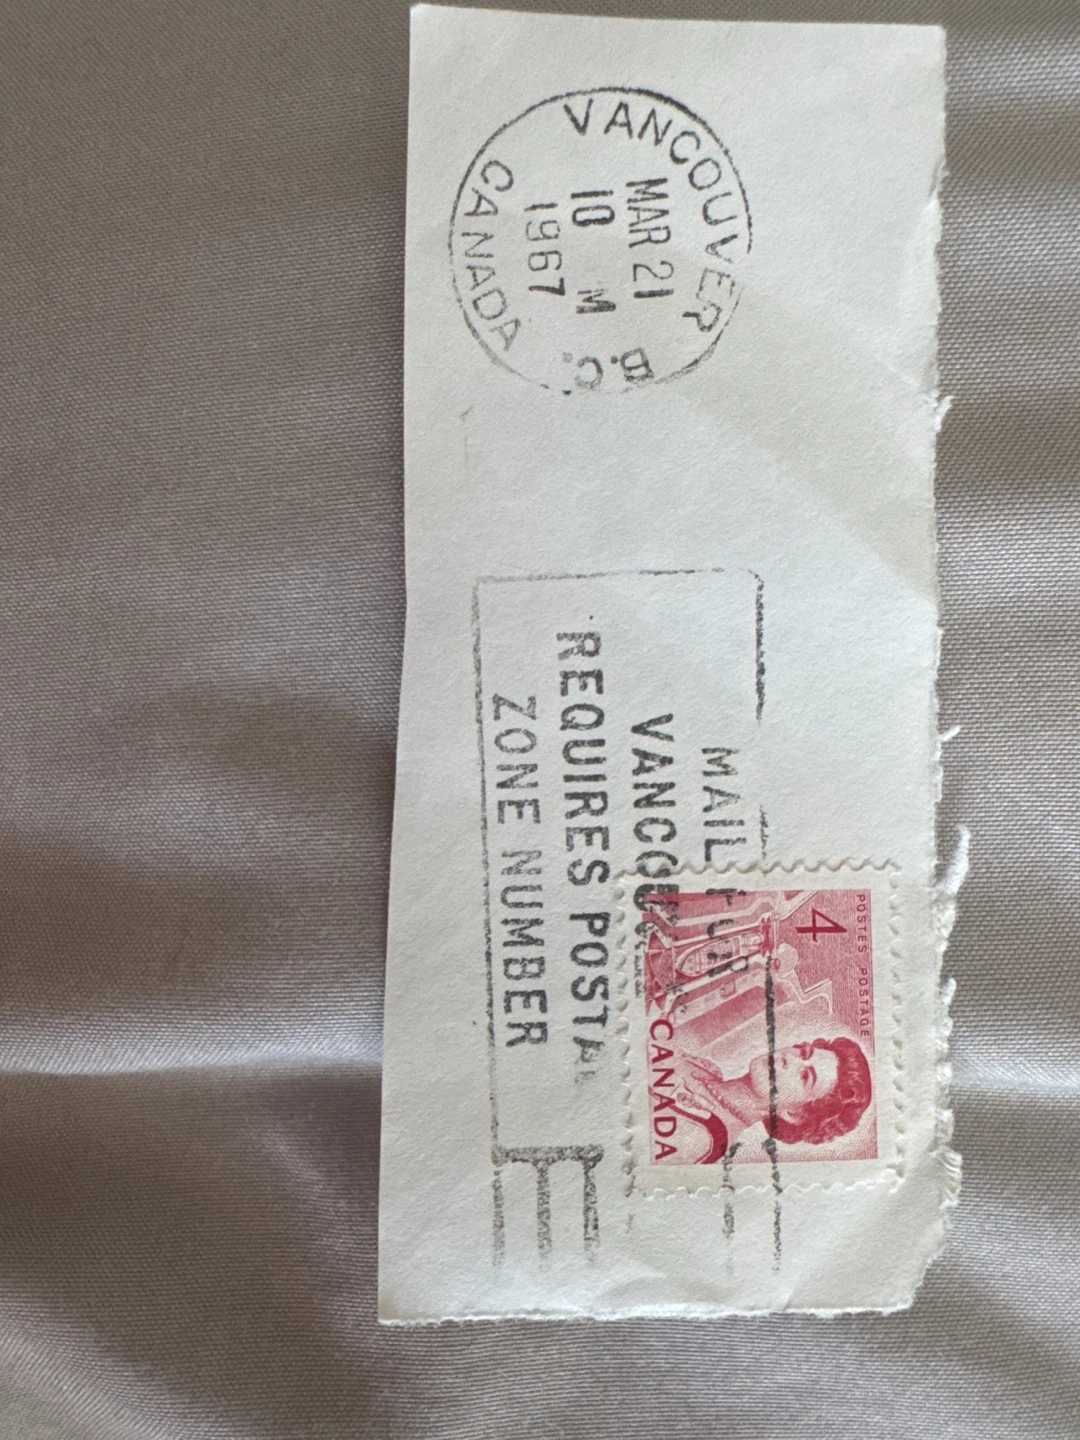 VANCOUVER
MAR 21
10 M
1967
B.C.
CANADA
MAIL FOR
VANCOUVER
REQUIRES POSTAL
ZONE NUMBER
POSTES POSTAGE
4
CANADA